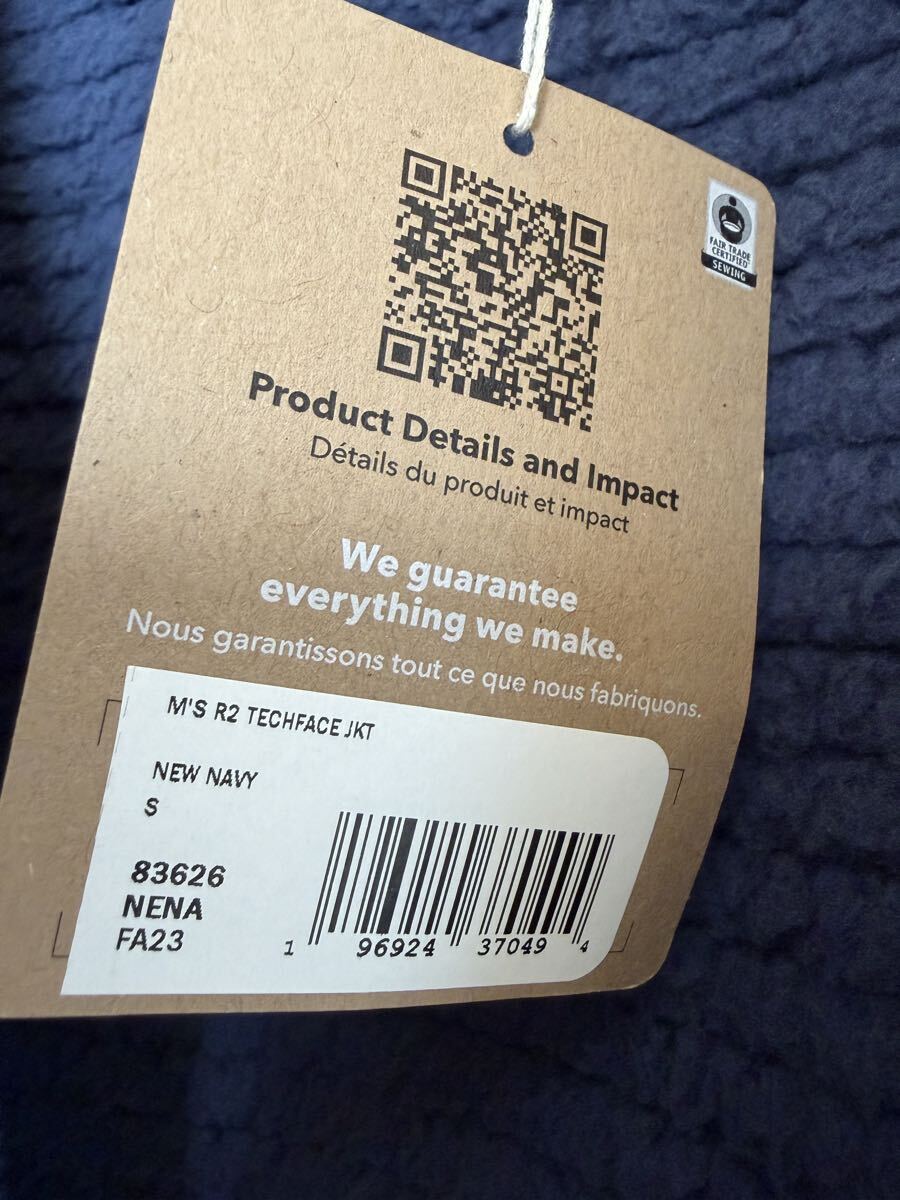 FAIR TRADE
CERTIFIED
SEWING
Product Details and Impact
Détails du produit et impact
We guarantee
everything we make.
Nous garantissons tout ce que nous fabriquons.
M'S R2 TECHFACE JKT
NEW NAVY
S
83626
NENA
FA23
1 96924 37049 4